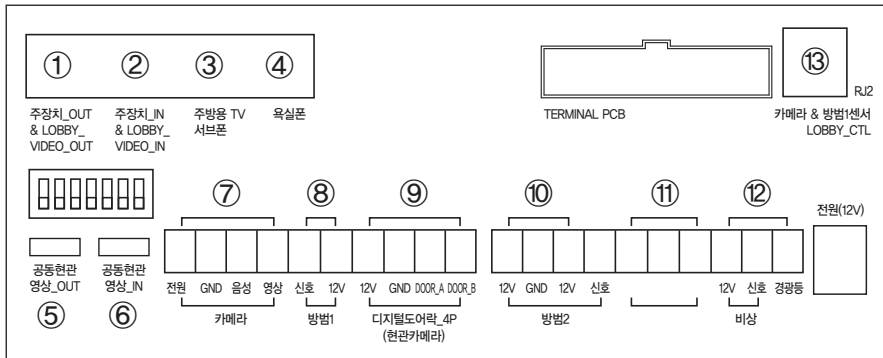 ① ② ③ ④ ⑬
주장치_OUT
& LOBBY_
VIDEO_OUT
주장치_IN
& LOBBY_
VIDEO_IN
주방용 TV
서브폰
욕실폰
TERMINAL PCB
RJ2
카메라 & 방범1센서
LOBBY_CTL
⑦ ⑧ ⑨ ⑩ ⑪ ⑫
전원(12V)
공동현관
영상_OUT
⑤
공동현관
영상_IN
⑥
전원 GND 음성 영상 신호 12V 12V GND DOOR_A DOOR_B 12V GND 12V 신호 12V 신호 경광등
카메라 방범1 디지털도어락_4P 방범2 비상
(현관카메라)